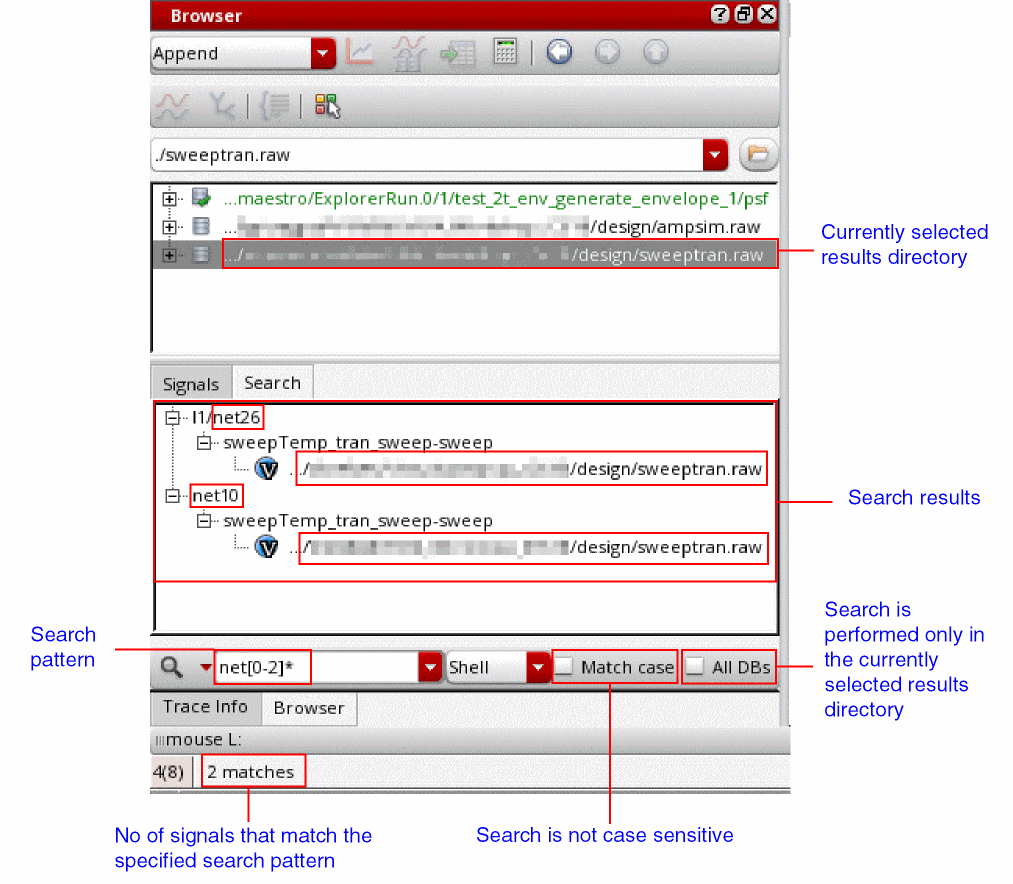 Browser
Append
./sweeptran.raw
...maestro/ExplorerRun.0/1/test_2t_env_generate_envelope_1/psf
... /design/ampsim.raw
.../ /design/sweeptran.raw
Currently selected
results directory
Signals Search
I1/net26
sweepTemp_tran_sweep-sweep
.../ /design/sweeptran.raw
net10
sweepTemp_tran_sweep-sweep
.../ /design/sweeptran.raw
Search results
Search
pattern
net[0-2]* Shell Match case All DBs
Search is
performed only in
the currently
selected results
directory
Trace Info Browser
mouse L:
4(8) 2 matches
No of signals that match the
specified search pattern
Search is not case sensitive